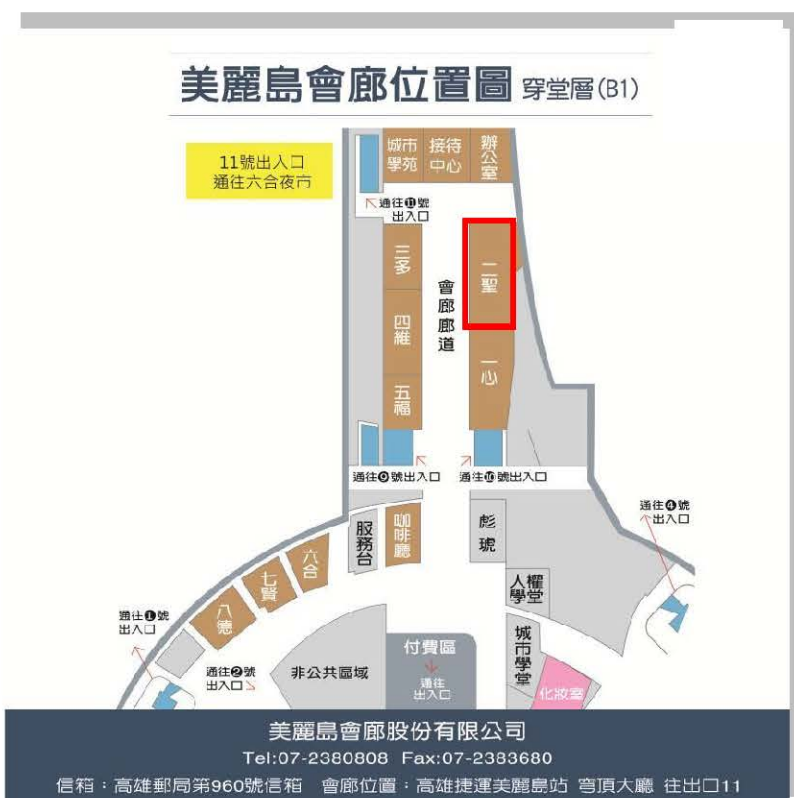 美麗島會廊位置圖 穿堂層(B1)
11號出入口
通往六合夜市
城市
學苑
接待
中心
辦公室
通往⓫號
出入口
三多
二聖
會廊廊道
四維
一心
五福
通往❾號出入口
通往❿號出入口
通往❹號
出入口
服務台
咖啡廳
彪琥
六合
七賢
八德
人權
學堂
通往❶號
出入口
城市學堂
通往❷號
出入口
非公共區域
付費區
通往
出入口
化妝室
美麗島會廊股份有限公司
Tel:07-2380808 Fax:07-2383680
信箱：高雄郵局第960號信箱 會廊位置：高雄捷運美麗島站 穹頂大廳 往出口11